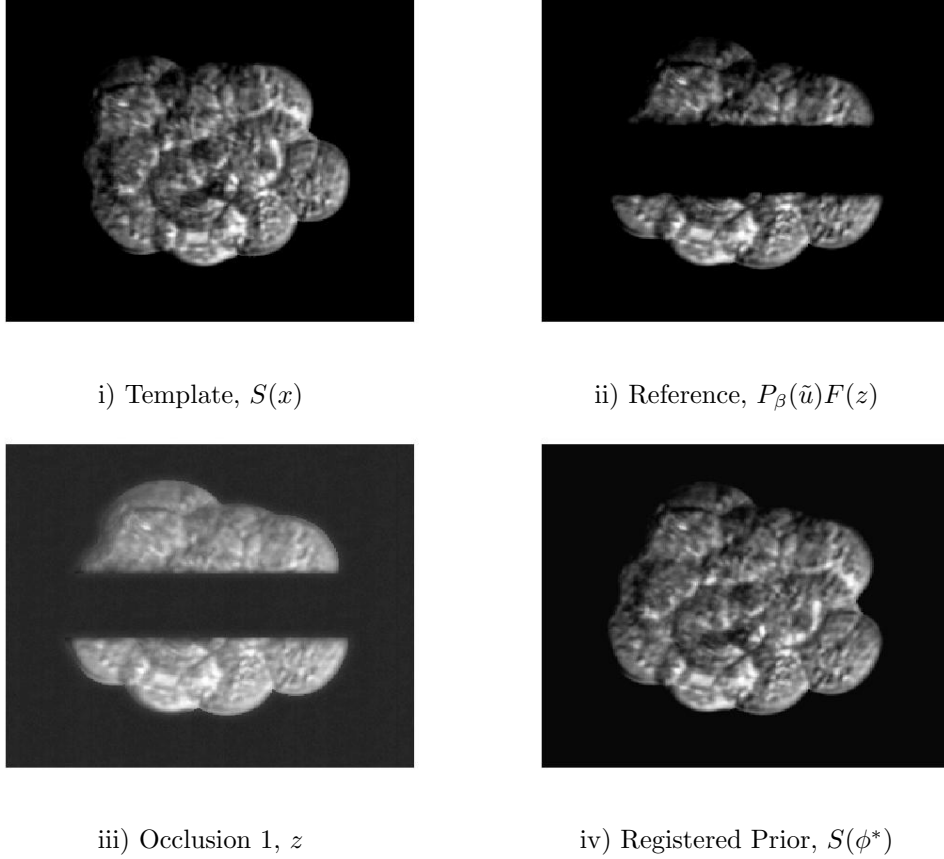 i) Template, S(x)
ii) Reference, P_β(ũ)F(z)
iii) Occlusion 1, z
iv) Registered Prior, S(ϕ*)